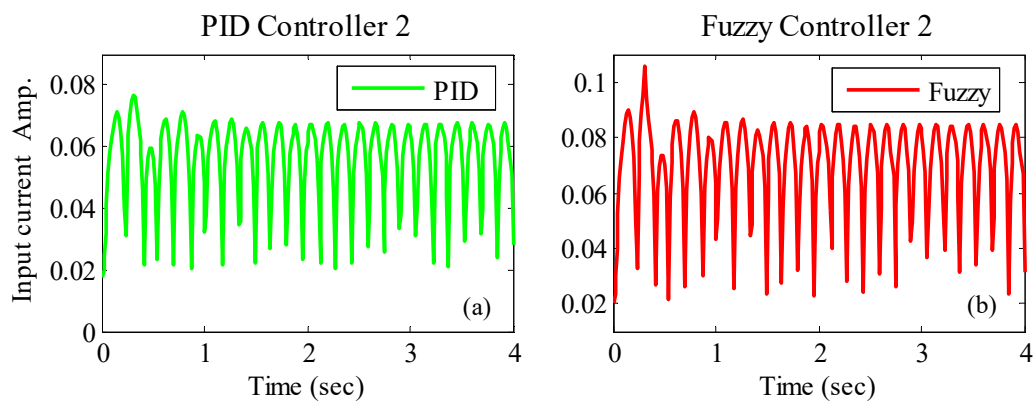 PID Controller 2
Input current Amp.
0.08
0.06
0.04
0.02
0
PID
(a)
0 1 2 3 4
Time (sec)
Fuzzy Controller 2
0.1
0.08
0.06
0.04
0.02
Fuzzy
(b)
0 1 2 3 4
Time (sec)